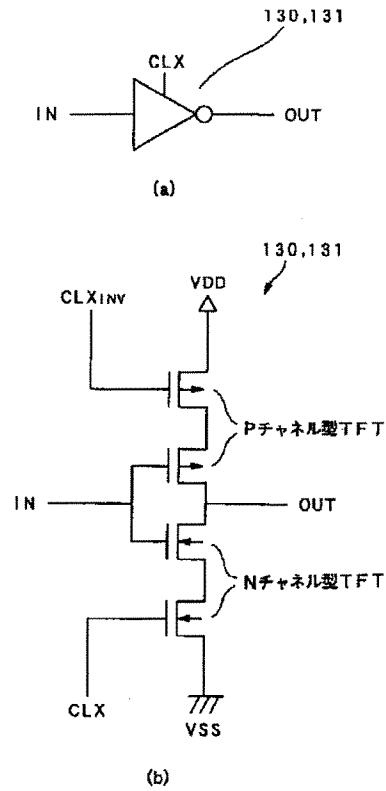 130,131
CLX
IN
OUT
(a)
130,131
VDD
CLXINV
Pチャネル型TFT
IN
OUT
Nチャネル型TFT
CLX
VSS
(b)